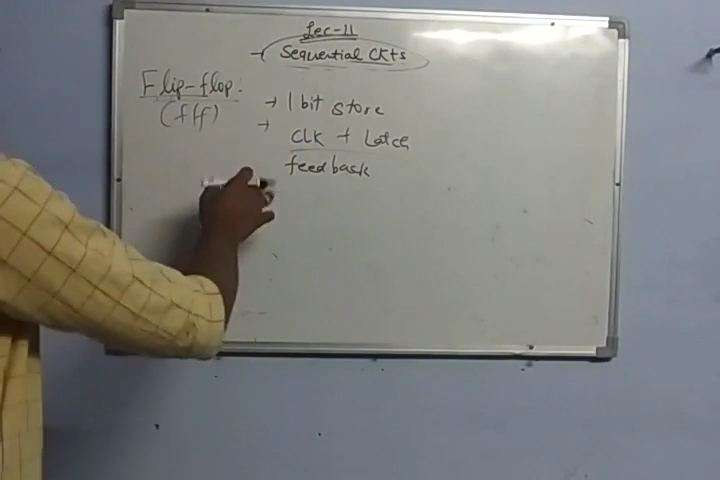 Lec-11
→ Sequential CKts
Flip-flop:
(f/f)
→ 1 bit store
→ CLK + Latch
feedback